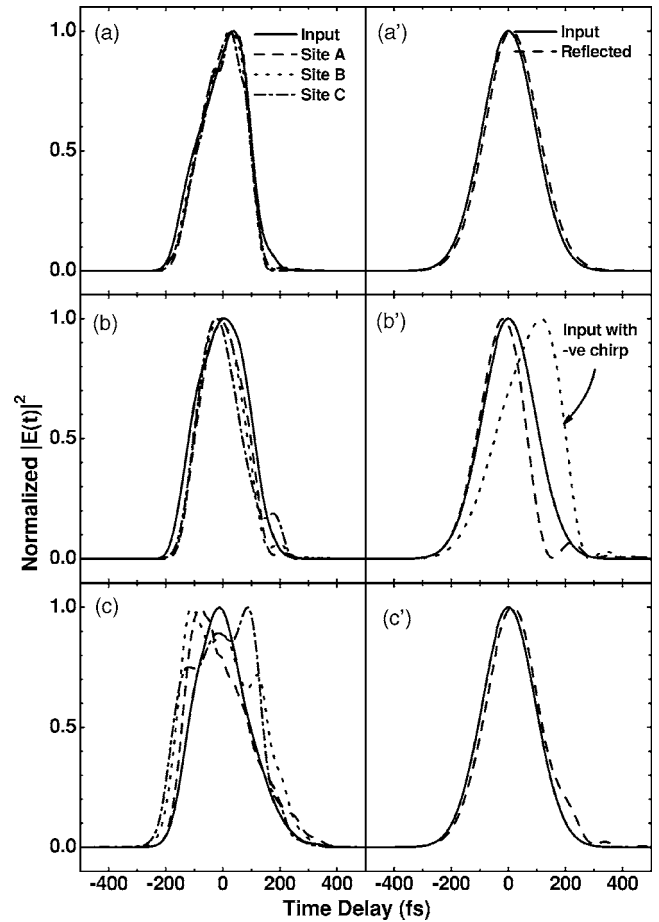 (a)
Input
Site A
Site B
Site C
(a')
Input
Reflected
1.0
0.5
0.0
(b)
(b')
Input with
-ve chirp
1.0
0.5
0.0
(c)
(c')
1.0
0.5
0.0
Normalized |E(t)|²
-400 -200 0 200 400
-400 -200 0 200 400
Time Delay (fs)